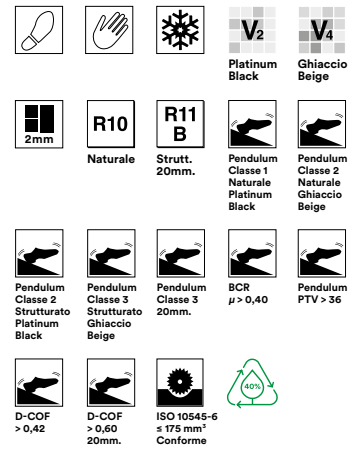 V2
V4
Platinum
Black
Ghiaccio
Beige
2mm
R10
R11
B
Naturale
Strutt.
20mm.
Pendulum
Classe 1
Naturale
Platinum
Black
Pendulum
Classe 2
Naturale
Ghiaccio
Beige
Pendulum
Classe 2
Strutturato
Platinum
Black
Pendulum
Classe 3
Strutturato
Ghiaccio
Beige
Pendulum
Classe 3
20mm.
BCR
μ > 0,40
Pendulum
PTV > 36
D-COF
> 0,42
D-COF
> 0,60
20mm.
ISO 10545-6
≤ 175 mm³
Conforme
40%